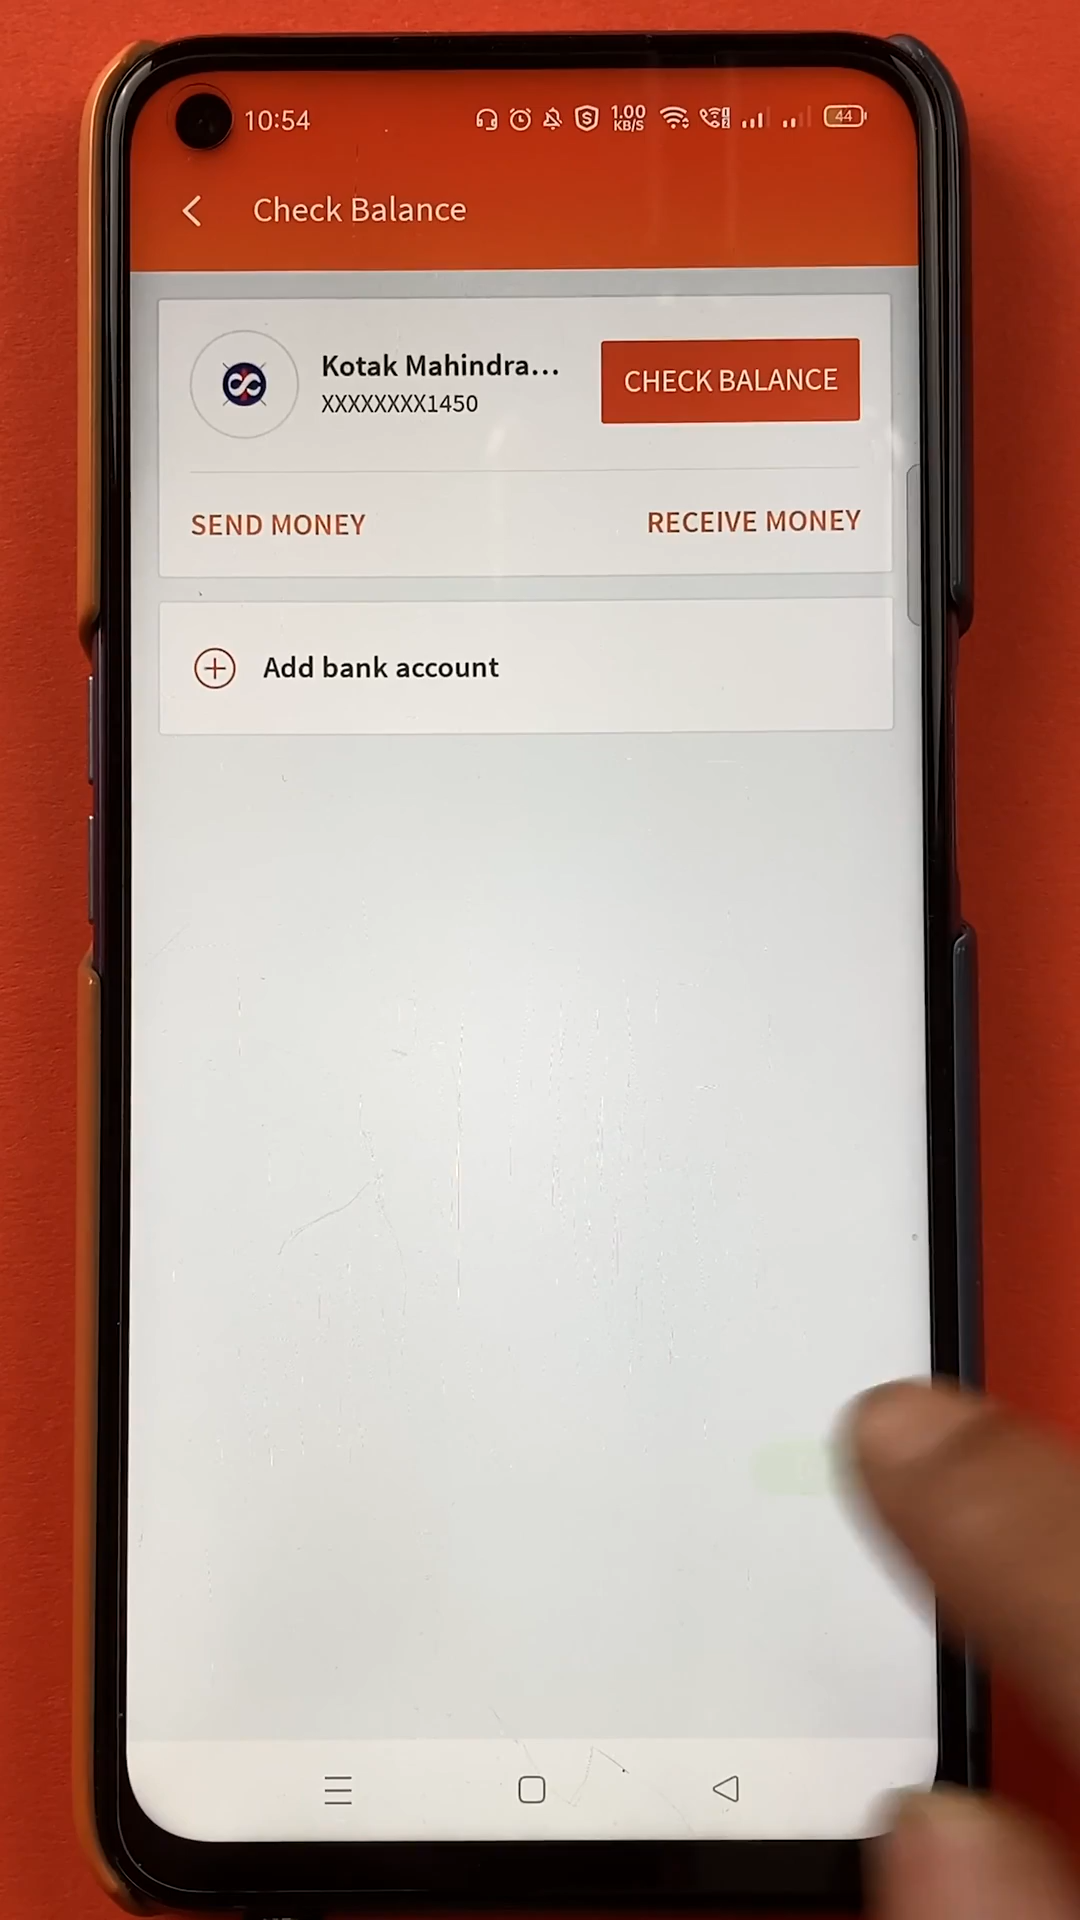 10:54
1.00
KB/S
44
Check Balance
Kotak Mahindra...
XXXXXXXX1450
CHECK BALANCE
SEND MONEY
RECEIVE MONEY
Add bank account